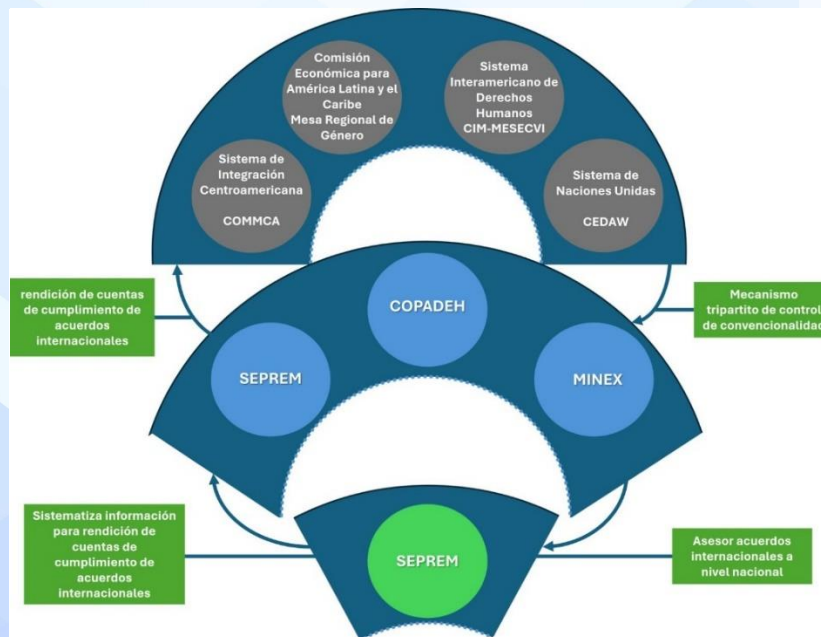 Comisión
Económica para
América Latina y el
Caribe
Mesa Regional de
Género
Sistema
Interamericano de
Derechos
Humanos
CIM-MESECVI
Sistema de
Integración
Centroamericana
COMMCA
Sistema de
Naciones Unidas
CEDAW
rendición de cuentas
de cumplimiento de
acuerdos
internacionales
COPADEH
Mecanismo
tripartito de control
de convencionalidad
SEPREM
MINEX
Sistematiza información
para rendición de
cuentas de
cumplimiento de
acuerdos
internacionales
SEPREM
Asesor acuerdos
internacionales a
nivel nacional